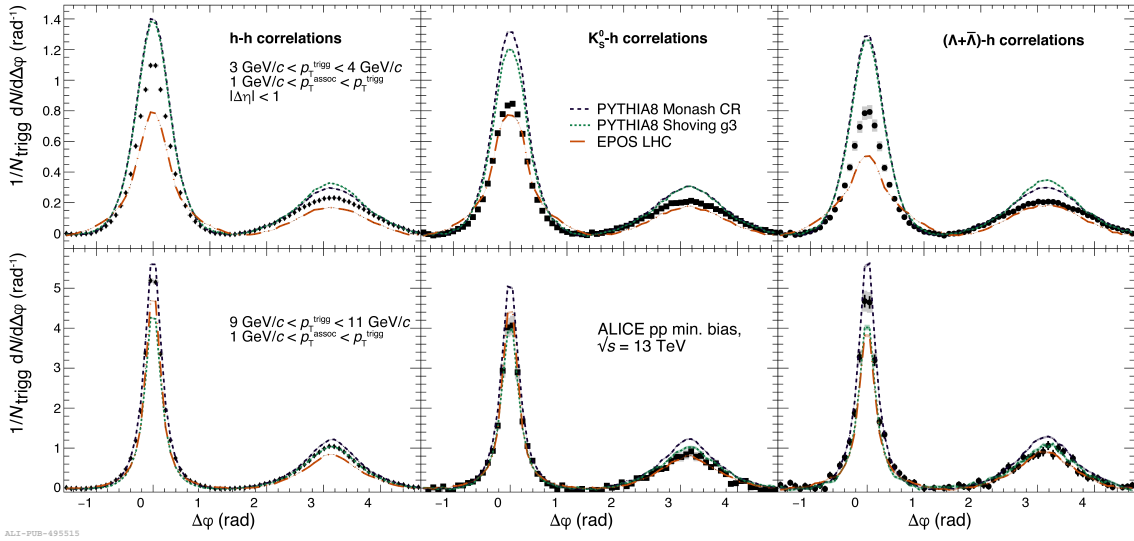 1/N_trigg dN/dΔφ (rad⁻¹)
1.4
1.2
1
0.8
0.6
0.4
0.2
0
h-h correlations
3 GeV/c < p_T^trigg < 4 GeV/c
1 GeV/c < p_T^assoc < p_T^trigg
|Δη| < 1
K_S^0-h correlations
PYTHIA8 Monash CR
PYTHIA8 Shoving g3
EPOS LHC
(Λ+Λ̅)-h correlations
1/N_trigg dN/dΔφ (rad⁻¹)
5
4
3
2
1
0
9 GeV/c < p_T^trigg < 11 GeV/c
1 GeV/c < p_T^assoc < p_T^trigg
ALICE pp min. bias,
√s = 13 TeV
−1 0 1 2 3 4
−1 0 1 2 3 4
−1 0 1 2 3 4
Δφ (rad)
Δφ (rad)
Δφ (rad)
ALI-PUB-495515